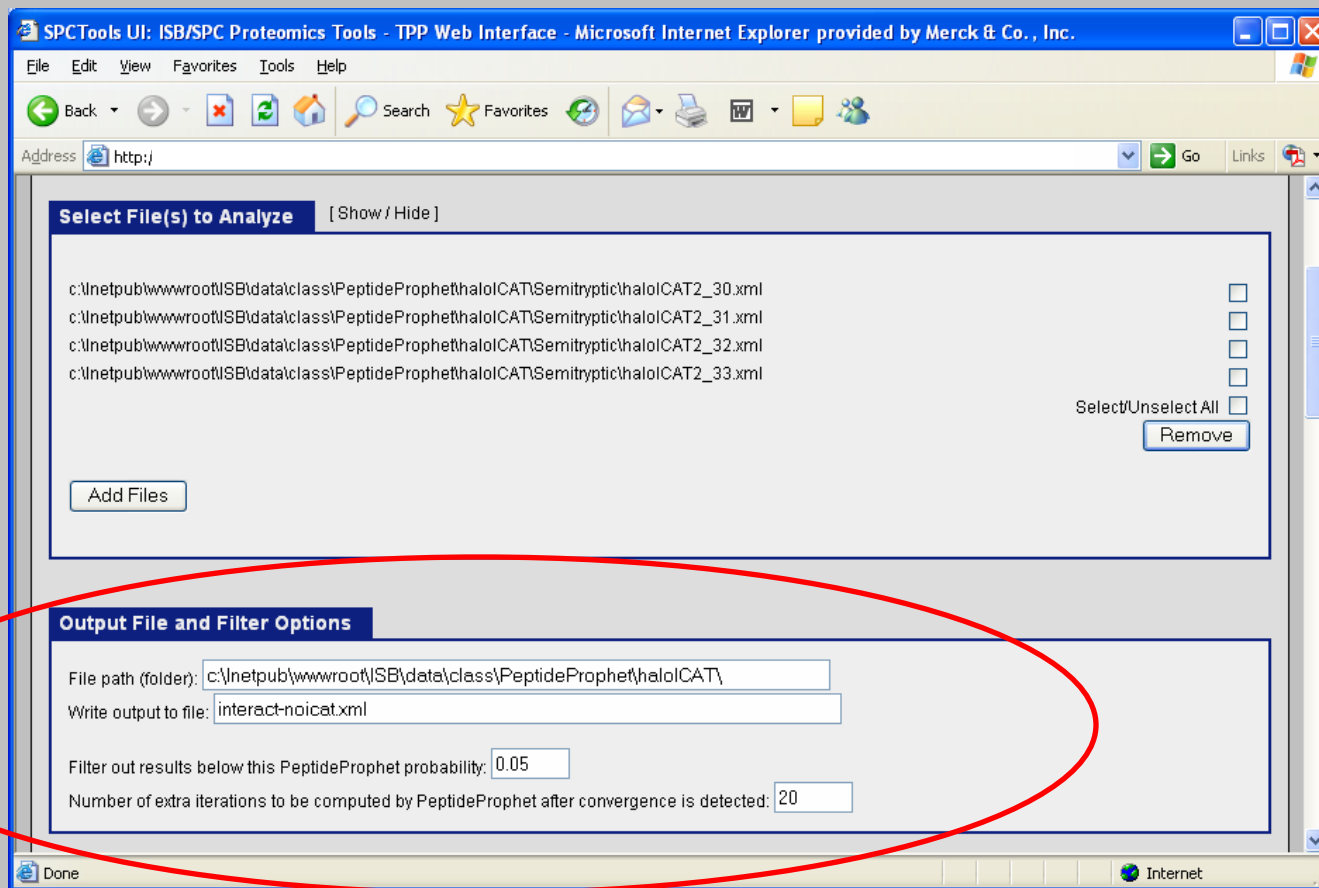 SPCTools UI: ISB/SPC Proteomics Tools - TPP Web Interface - Microsoft Internet Explorer provided by Merck & Co., Inc.
File Edit View Favorites Tools Help
Back Search Favorites
Address http:/ Go Links
Select File(s) to Analyze [ Show / Hide ]
c:\Inetpub\wwwroot\ISB\data\class\PeptideProphet\haloICAT\Semitryptic\haloICAT2_30.xml
c:\Inetpub\wwwroot\ISB\data\class\PeptideProphet\haloICAT\Semitryptic\haloICAT2_31.xml
c:\Inetpub\wwwroot\ISB\data\class\PeptideProphet\haloICAT\Semitryptic\haloICAT2_32.xml
c:\Inetpub\wwwroot\ISB\data\class\PeptideProphet\haloICAT\Semitryptic\haloICAT2_33.xml
Select/Unselect All
Remove
Add Files
Output File and Filter Options
File path (folder): c:\Inetpub\wwwroot\ISB\data\class\PeptideProphet\haloICAT\
Write output to file: interact-noicat.xml
Filter out results below this PeptideProphet probability: 0.05
Number of extra iterations to be computed by PeptideProphet after convergence is detected: 20
Done Internet